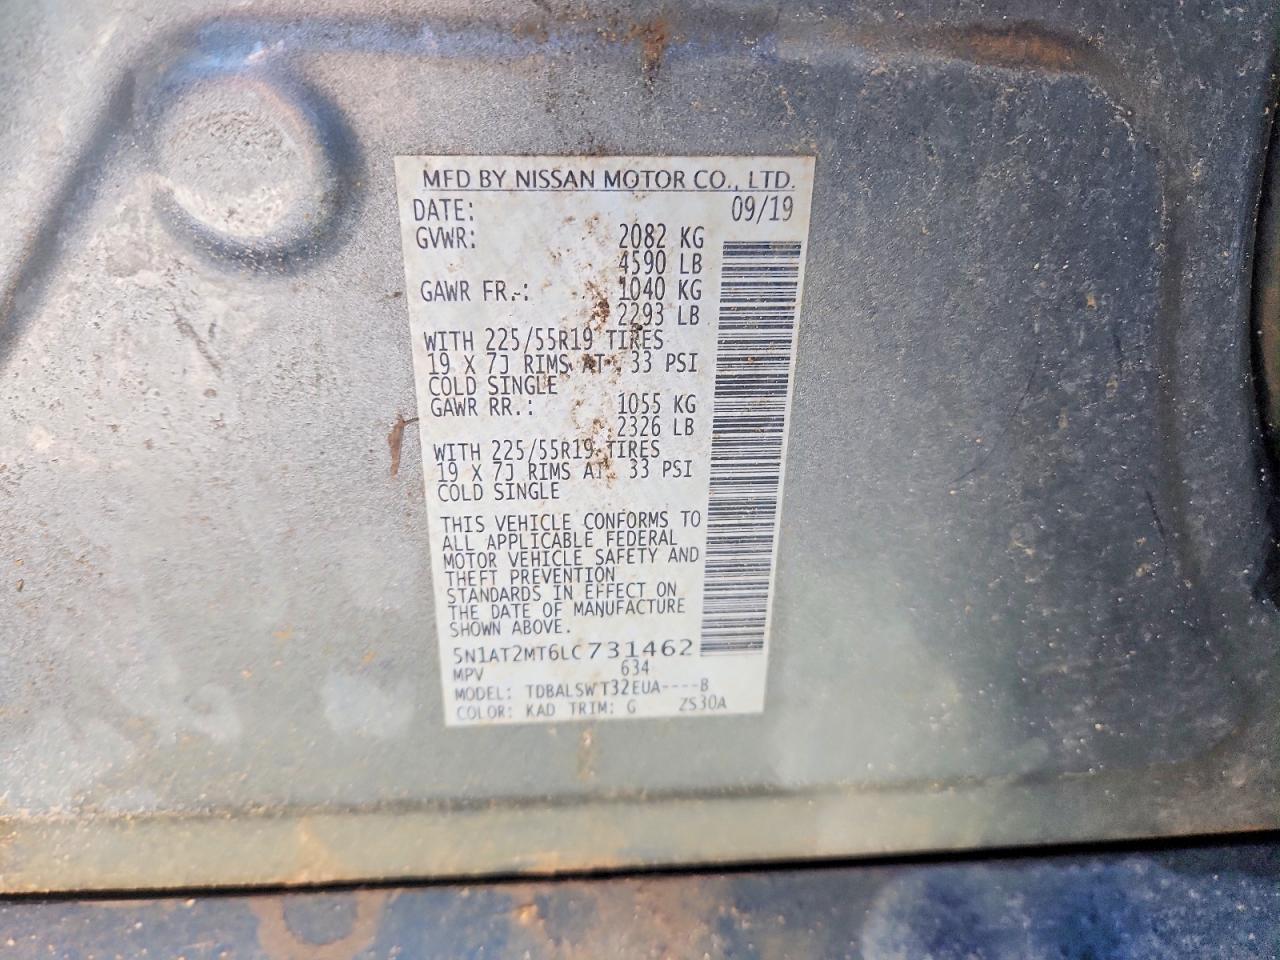 MFD BY NISSAN MOTOR CO., LTD.
DATE: 09/19
GVWR: 2082 KG
4590 LB
GAWR FR.: 1040 KG
2293 LB
WITH 225/55R19 TIRES
19 X 7J RIMS AT 33 PSI
COLD SINGLE
GAWR RR.: 1055 KG
2326 LB
WITH 225/55R19 TIRES
19 X 7J RIMS AT 33 PSI
COLD SINGLE
THIS VEHICLE CONFORMS TO
ALL APPLICABLE FEDERAL
MOTOR VEHICLE SAFETY AND
THEFT PREVENTION
STANDARDS IN EFFECT ON
THE DATE OF MANUFACTURE
SHOWN ABOVE.
5N1AT2MT6LC731462
MPV 634
MODEL: TDBALSWT32EUA----B
COLOR: KAD TRIM: G ZS30A